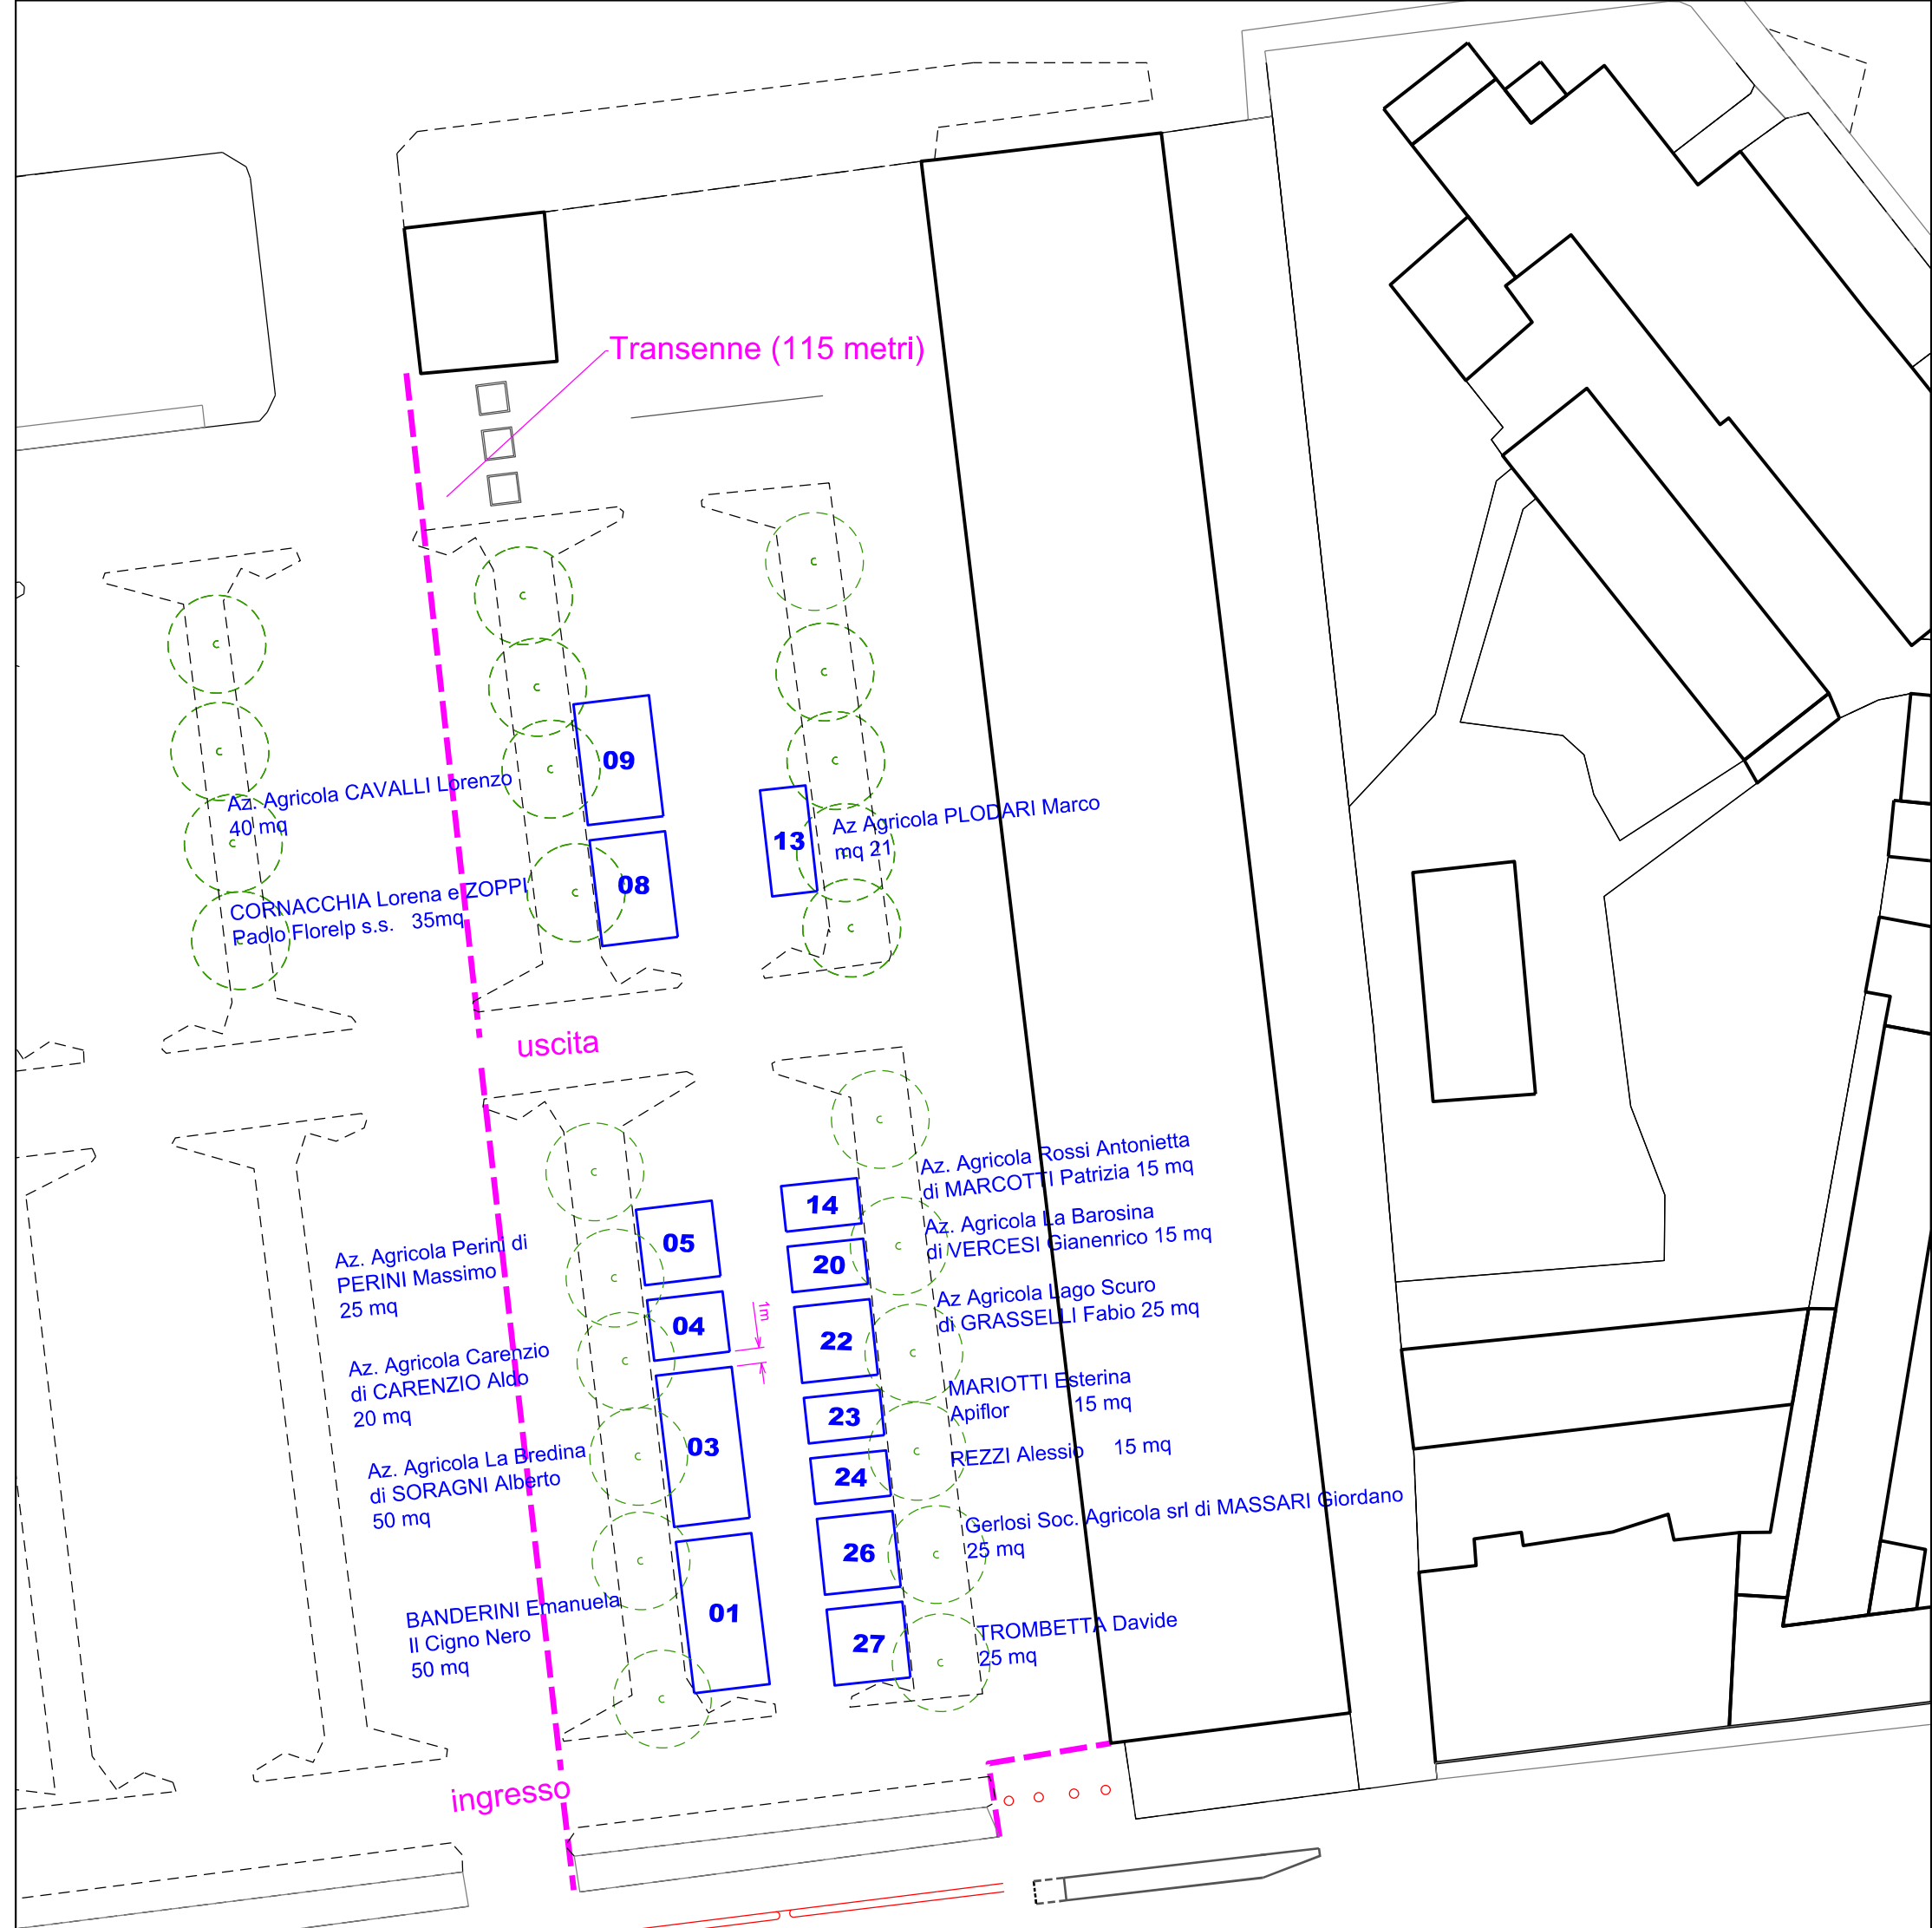 Transenne (115 metri)
09
Az. Agricola CAVALLI Lorenzo
40 mq
13
Az Agricola PLODARI Marco
mq 21
08
CORNACCHIA Lorena e ZOPPI
Paolo Florelp s.s. 35mq
uscita
Az. Agricola Rossi Antonietta
di MARCOTTI Patrizia 15 mq
14
Az. Agricola La Barosina
di VERCESI Gianenrico 15 mq
05
Az. Agricola Perini di
PERINI Massimo
25 mq
20
Az Agricola Lago Scuro
di GRASSELLI Fabio 25 mq
04
1m
22
Az. Agricola Carenzio
di CARENZIO Aldo
20 mq
MARIOTTI Esterina
Apiflor 15 mq
23
03
REZZI Alessio 15 mq
Az. Agricola La Bredina
di SORAGNI Alberto
50 mq
24
Gerlosi Soc. Agricola srl di MASSARI Giordano
25 mq
26
01
BANDERINI Emanuela
Il Cigno Nero
50 mq
27
TROMBETTA Davide
25 mq
ingresso